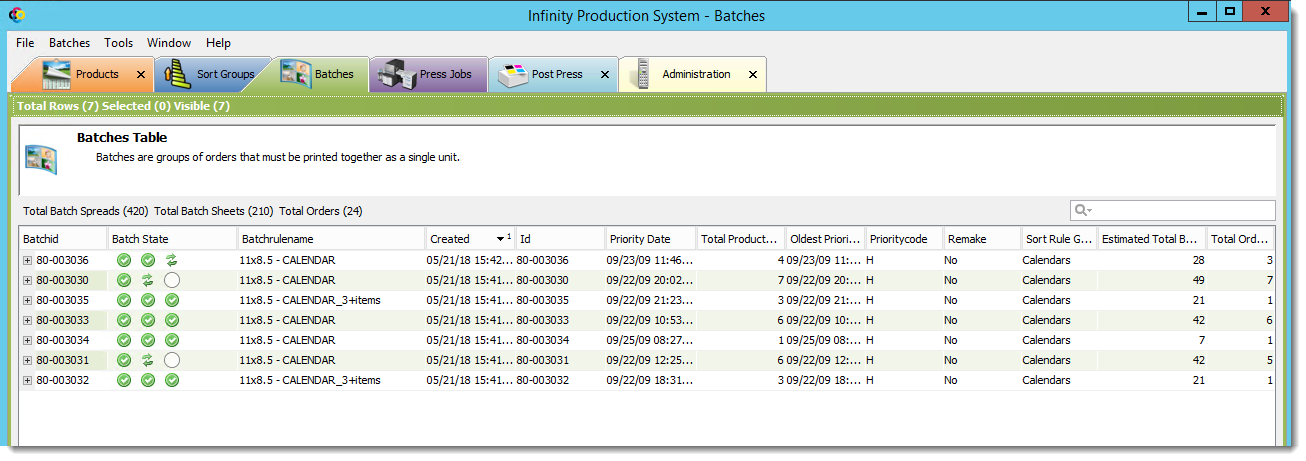 Infinity Production System - Batches
File Batches Tools Window Help
Products Sort Groups Batches Press Jobs Post Press Administration
Total Rows (7) Selected (0) Visible (7)
Batches Table
Batches are groups of orders that must be printed together as a single unit.
Total Batch Spreads (420) Total Batch Sheets (210) Total Orders (24)
Batchid Batch State Batchrulename Created 1 Id Priority Date Total Product... Oldest Priori... Prioritycode Remake Sort Rule G... Estimated Total B... Total Ord...
80-003036 11x8.5 - CALENDAR 05/21/18 15:42... 80-003036 09/23/09 11:46... 4 09/23/09 11:... H No Calendars 28 3
80-003030 11x8.5 - CALENDAR 05/21/18 15:41... 80-003030 09/22/09 20:02... 7 09/22/09 20:... H No Calendars 49 7
80-003035 11x8.5 - CALENDAR_3+items 05/21/18 15:41... 80-003035 09/22/09 21:23... 3 09/22/09 21:... H No Calendars 21 1
80-003033 11x8.5 - CALENDAR 05/21/18 15:41... 80-003033 09/22/09 10:53... 6 09/22/09 10:... H No Calendars 42 6
80-003034 11x8.5 - CALENDAR 05/21/18 15:41... 80-003034 09/25/09 08:27... 1 09/25/09 08:... H No Calendars 7 1
80-003031 11x8.5 - CALENDAR 05/21/18 15:41... 80-003031 09/22/09 12:25... 6 09/22/09 12:... H No Calendars 42 5
80-003032 11x8.5 - CALENDAR_3+items 05/21/18 15:41... 80-003032 09/22/09 18:31... 3 09/22/09 18:... H No Calendars 21 1